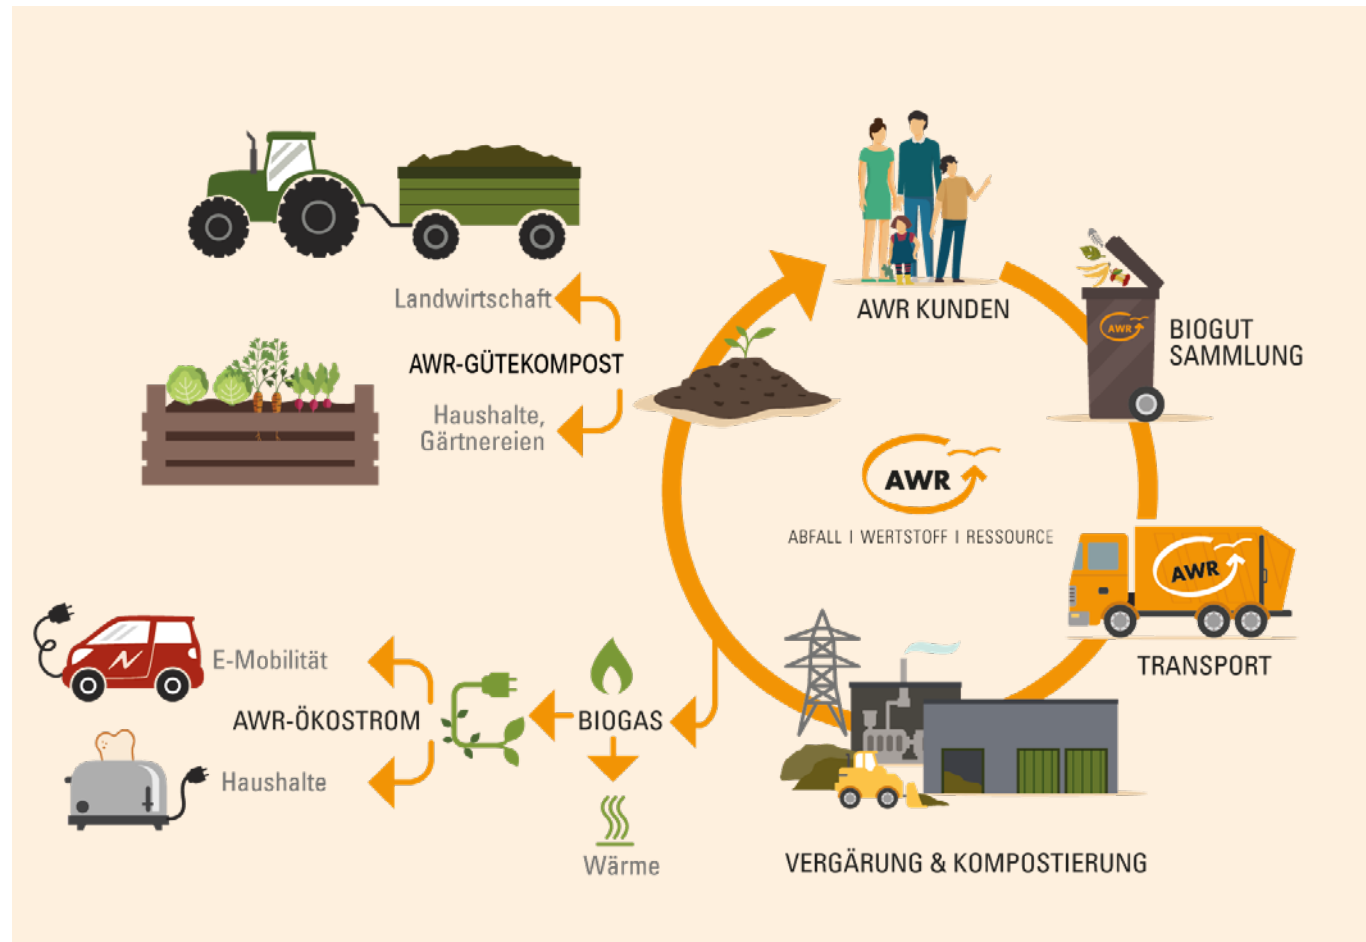 AWR KUNDEN
AWR
BIOGUT
SAMMLUNG
Landwirtschaft
AWR-GÜTEKOMPOST
Haushalte,
Gärtnereien
AWR
ABFALL I WERTSTOFF I RESSOURCE
AWR
TRANSPORT
E-Mobilität
AWR-ÖKOSTROM
BIOGAS
Haushalte
Wärme
VERGÄRUNG & KOMPOSTIERUNG